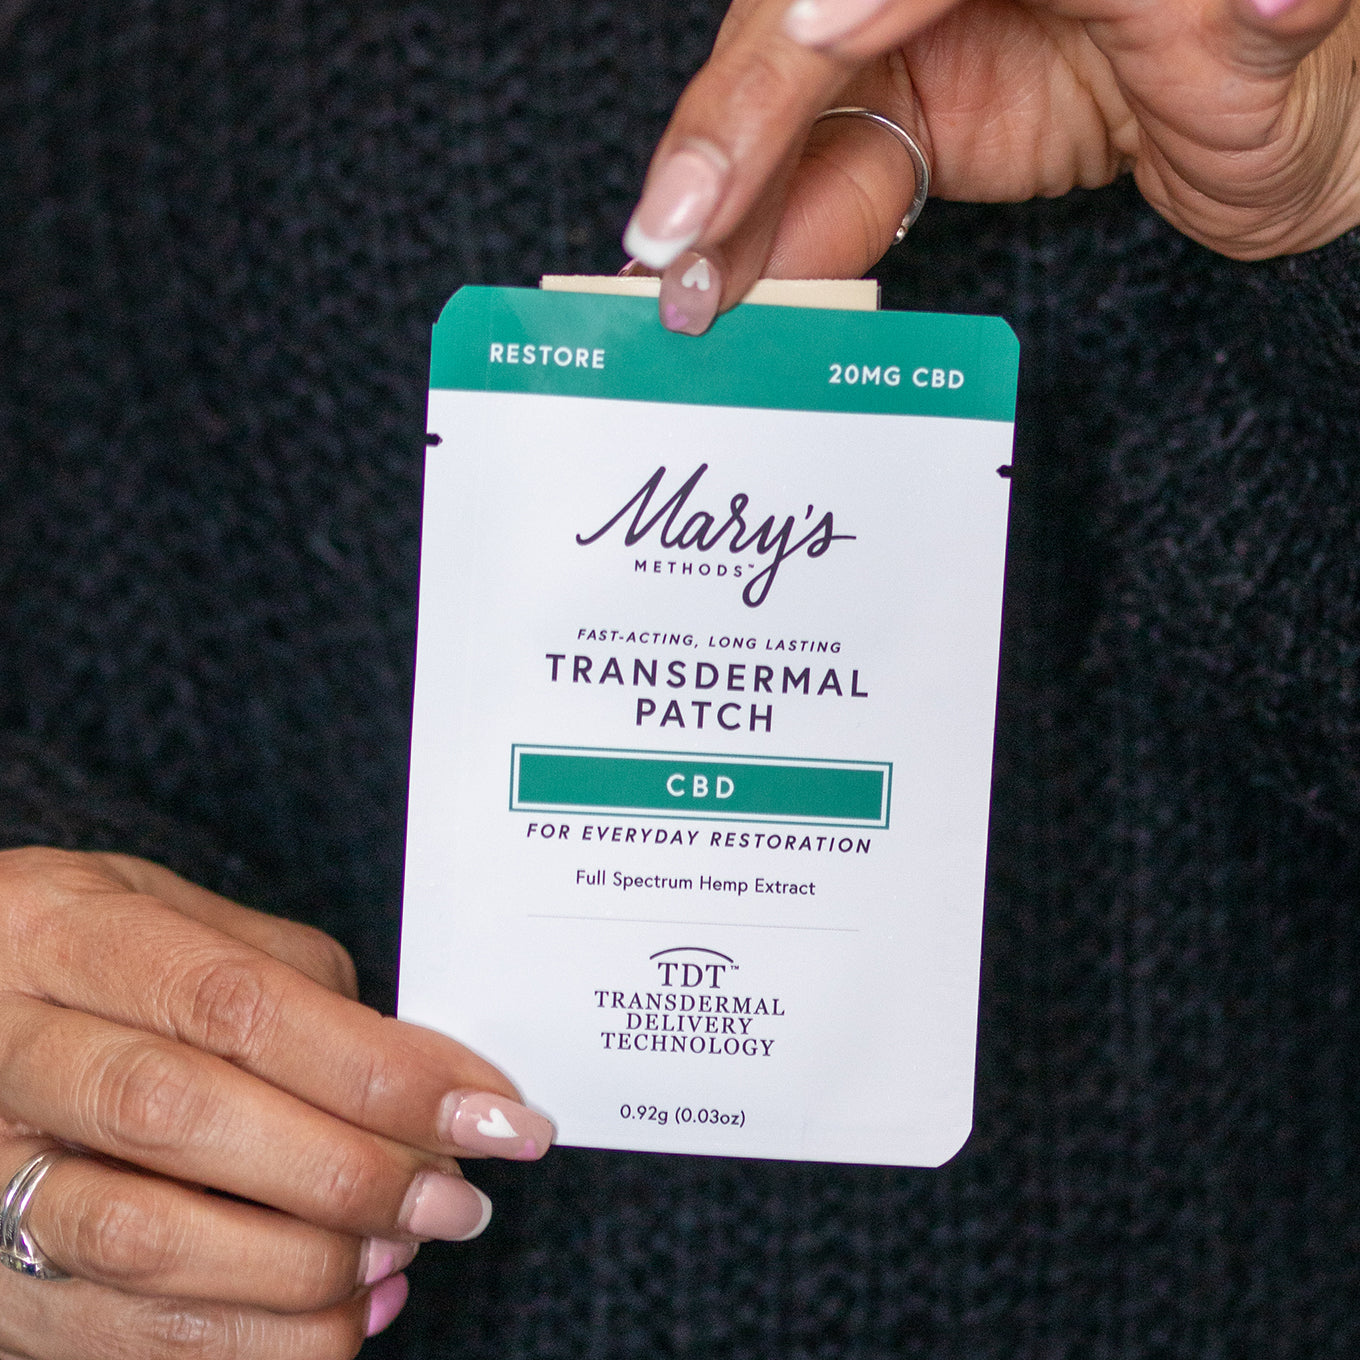 RESTORE
20MG CBD
Mary's
METHODS™
FAST-ACTING, LONG LASTING
TRANSDERMAL
PATCH
CBD
FOR EVERYDAY RESTORATION
Full Spectrum Hemp Extract
TDT™
TRANSDERMAL
DELIVERY
TECHNOLOGY
0.92g (0.03oz)